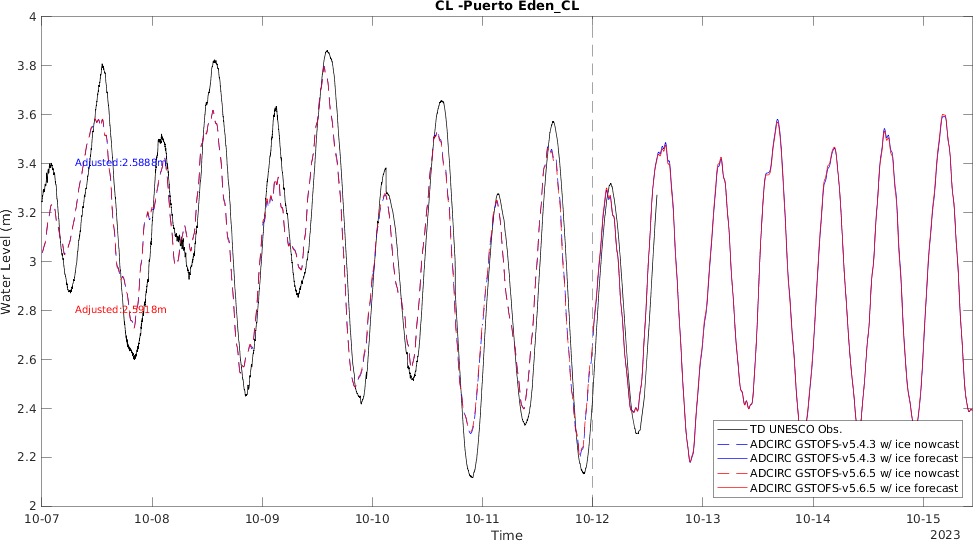 CL -Puerto Eden_CL
4
3.8
3.6
3.4
3.2
3
2.8
2.6
2.4
2.2
2
Water Level (m)
Adjusted:2.5888m
Adjusted:2.5918m
TD UNESCO Obs.
ADCIRC GSTOFS-v5.4.3 w/ ice nowcast
ADCIRC GSTOFS-v5.4.3 w/ ice forecast
ADCIRC GSTOFS-v5.6.5 w/ ice nowcast
ADCIRC GSTOFS-v5.6.5 w/ ice forecast
10-07 10-08 10-09 10-10 10-11 10-12 10-13 10-14 10-15
Time
2023